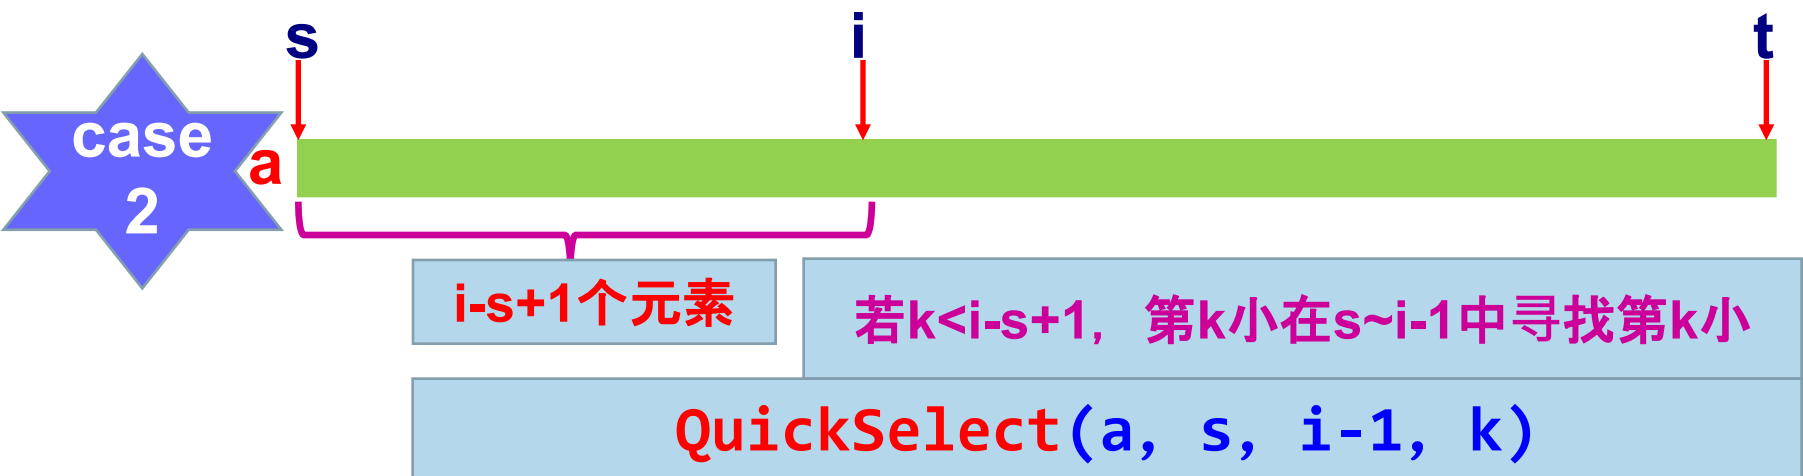 s i t
case
2
a
i-s+1个元素
若k<i-s+1，第k小在s~i-1中寻找第k小
QuickSelect(a, s, i-1, k)